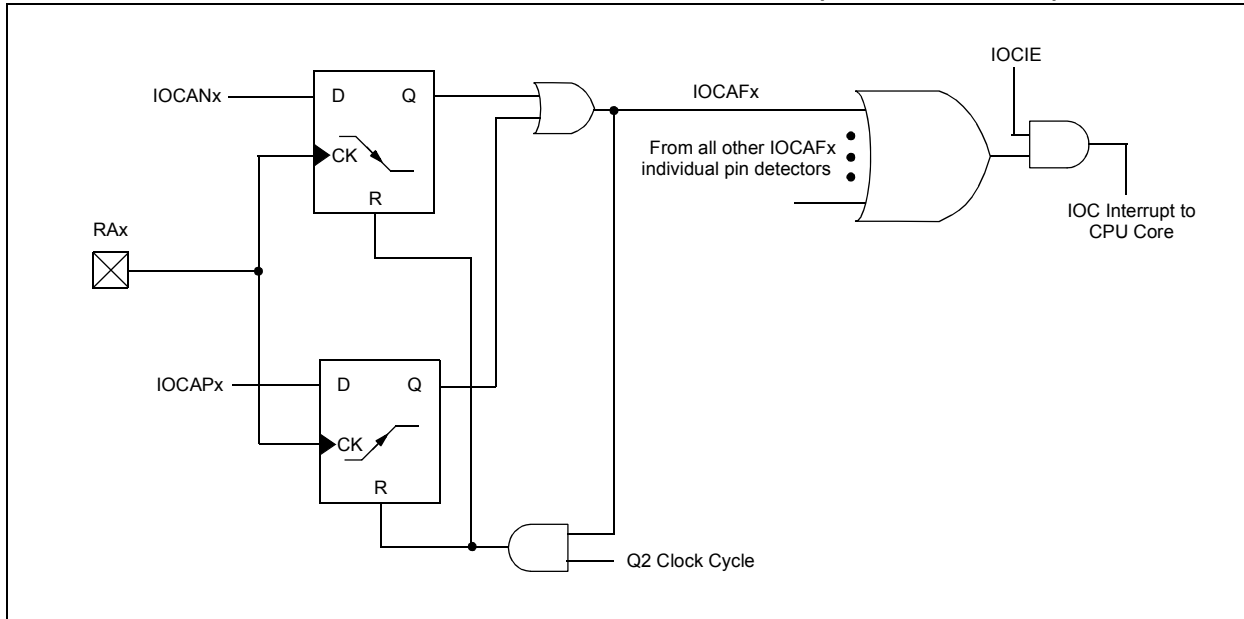 IOCIE
IOCANx
D
Q
IOCAFx
CK
From all other IOCAFx
individual pin detectors
R
IOC Interrupt to
CPU Core
RAx
IOCAPx
D
Q
CK
R
Q2 Clock Cycle